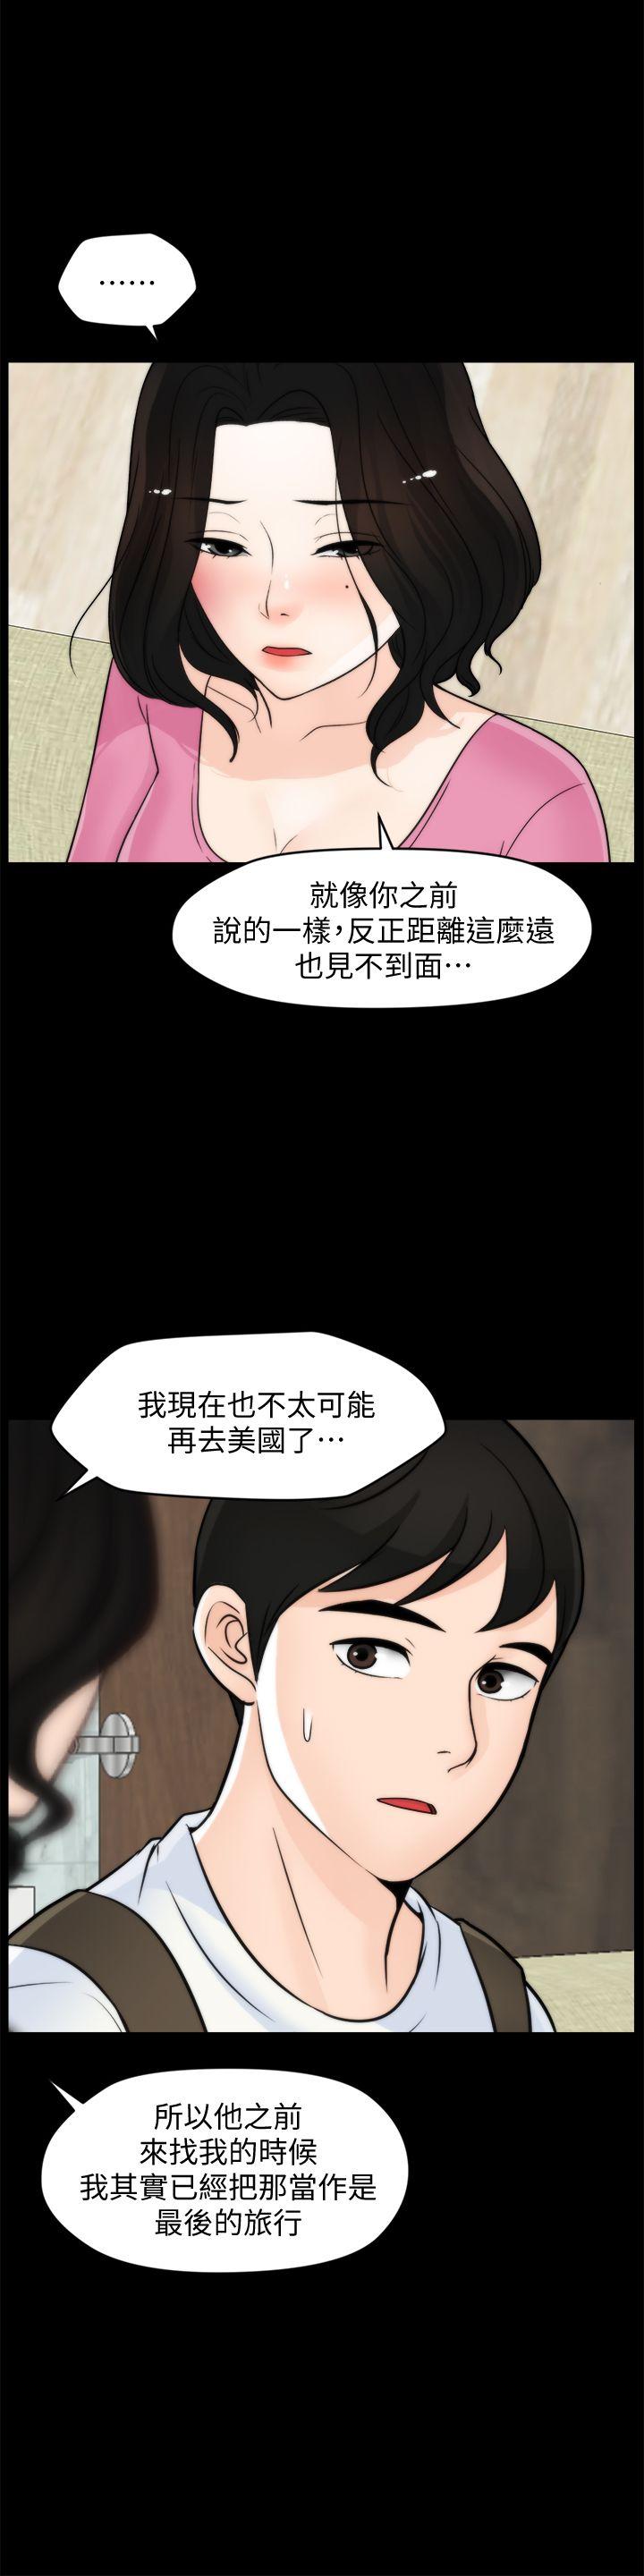 ……
就像你之前
說的一樣,反正距離這麼遠
也見不到面…
我現在也不太可能
再去美國了…
所以他之前
來找我的時候
我其實已經把那當作是
最後的旅行